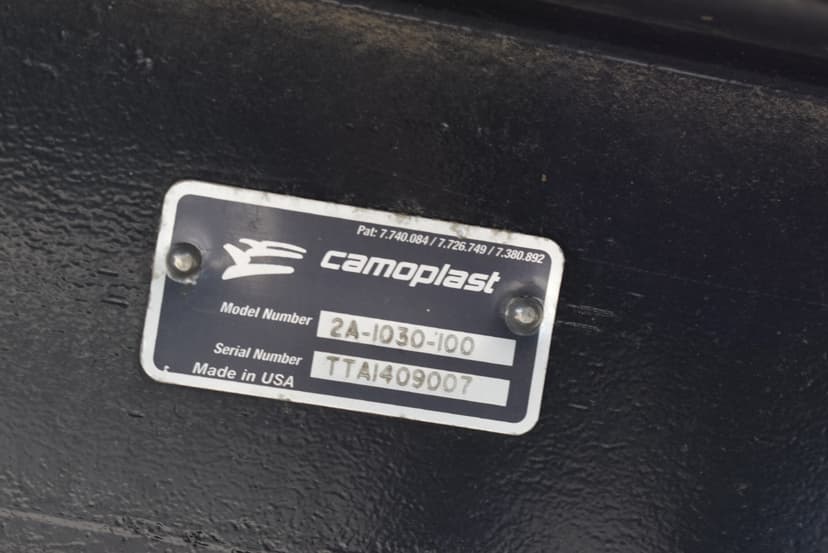 Pat: 7.740.084 / 7.726.749 / 7.380.892
camoplast
Model Number 2A-1030-100
Serial Number TTA1409007
Made in USA